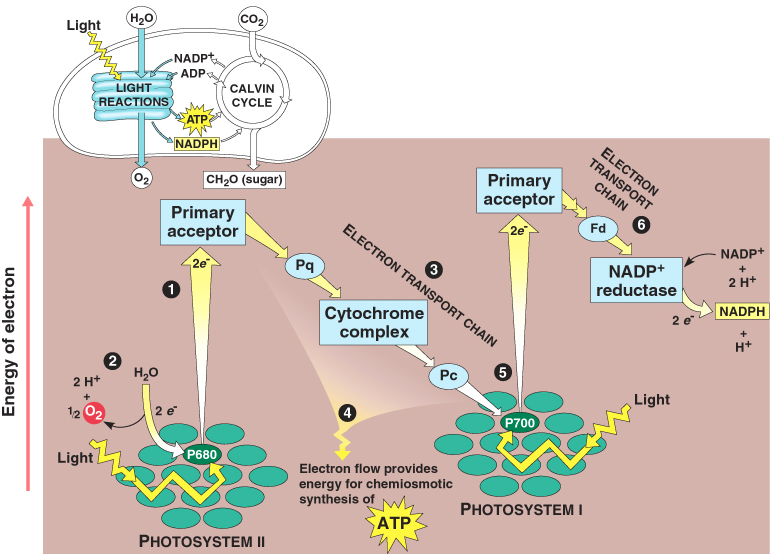 Light
H₂O
CO₂
NADP⁺
ADP
LIGHT
REACTIONS
CALVIN
CYCLE
ATP
NADPH
O₂
CH₂O (sugar)
Energy of electron
Primary
acceptor
2e⁻
1
2
H₂O
2 H⁺
+
1/2 O₂
2 e⁻
Light
P680
PHOTOSYSTEM II
Pq
ELECTRON TRANSPORT CHAIN
3
Cytochrome
complex
Pc
4
Electron flow provides
energy for chemiosmotic
synthesis of
ATP
5
P700
Light
PHOTOSYSTEM I
Primary
acceptor
2e⁻
ELECTRON
TRANSPORT
CHAIN
6
Fd
NADP⁺
reductase
NADP⁺
+
2 H⁺
2 e⁻
NADPH
+
H⁺